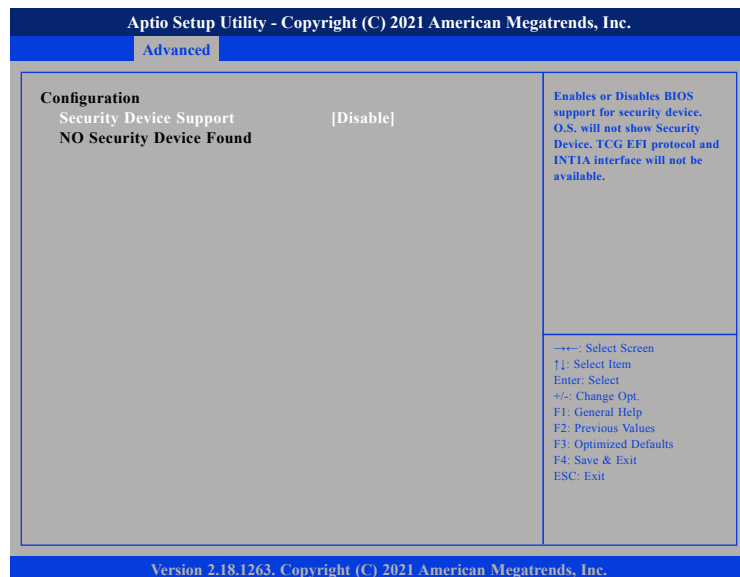 Aptio Setup Utility - Copyright (C) 2021 American Megatrends, Inc.
Advanced
Configuration
Security Device Support [Disable]
NO Security Device Found
Enables or Disables BIOS
support for security device.
O.S. will not show Security
Device. TCG EFI protocol and
INT1A interface will not be
available.
→←: Select Screen
↑↓: Select Item
Enter: Select
+/-: Change Opt.
F1: General Help
F2: Previous Values
F3: Optimized Defaults
F4: Save & Exit
ESC: Exit
Version 2.18.1263. Copyright (C) 2021 American Megatrends, Inc.